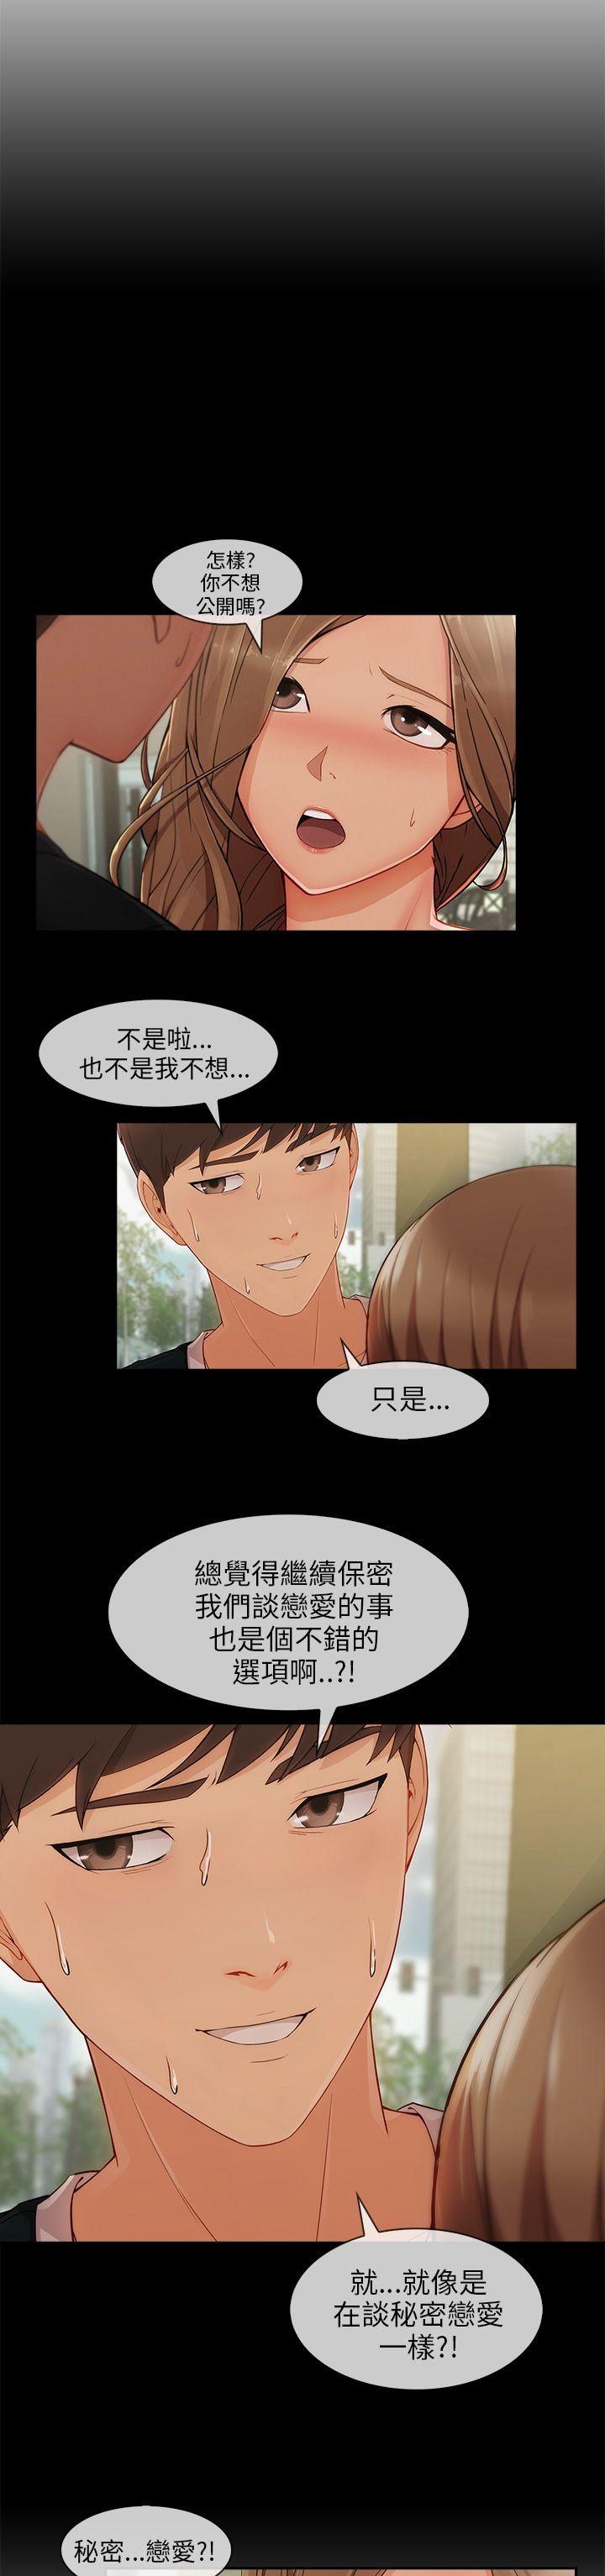 怎樣?
你不想
公開嗎?
不是啦...
也不是我不想...
只是...
總覺得繼續保密
我們談戀愛的事
也是個不錯的
選項啊..?!
就...就像是
在談秘密戀愛
一樣?!
秘密...戀愛?!